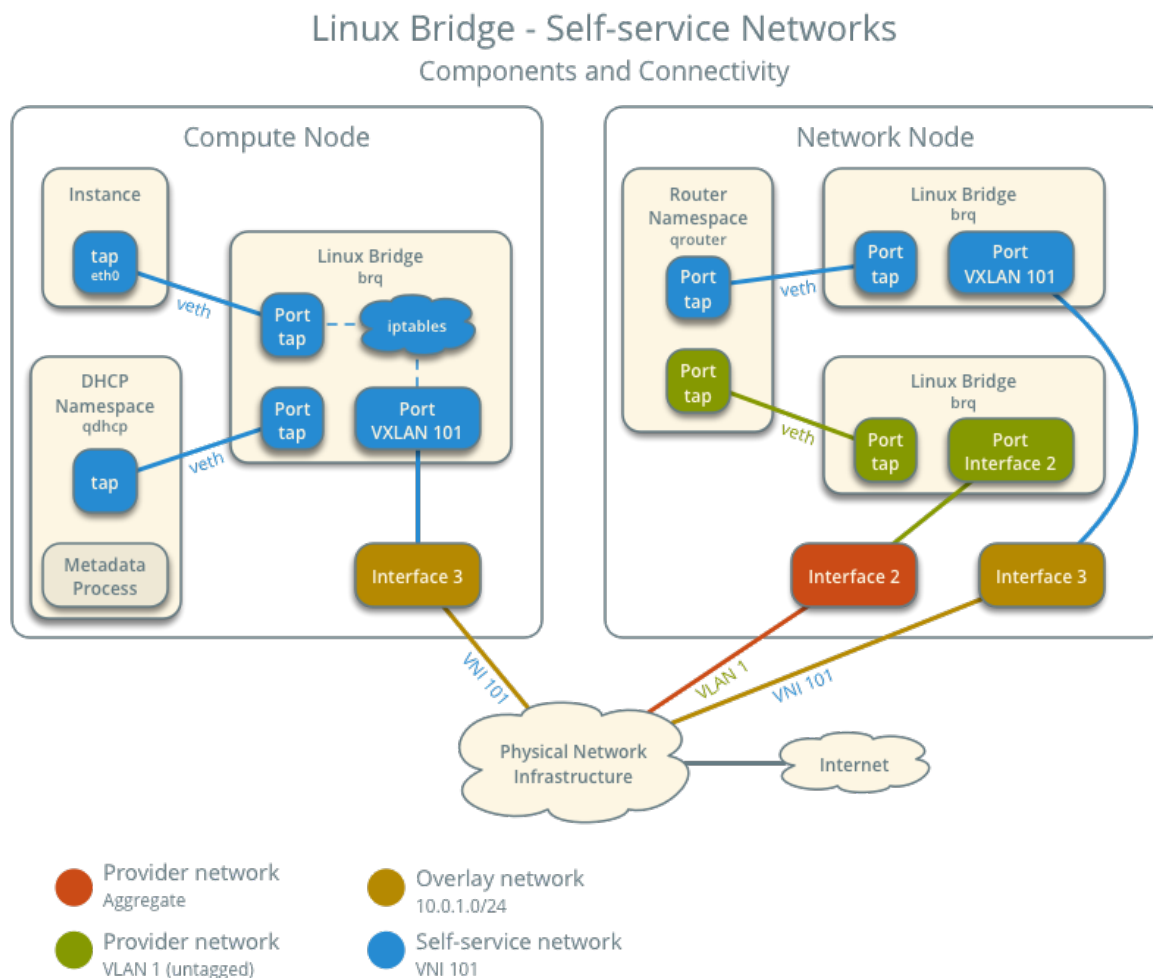 Linux Bridge - Self-service Networks
Components and Connectivity
Compute Node
Instance
tap
eth0
veth
DHCP
Namespace
qdhcp
tap
veth
Metadata
Process
Linux Bridge
brq
Port
tap
iptables
Port
tap
Port
VXLAN 101
Interface 3
VNI 101
Network Node
Router
Namespace
qrouter
Port
tap
veth
Port
tap
veth
Linux Bridge
brq
Port
tap
Port
VXLAN 101
Linux Bridge
brq
Port
tap
Port
Interface 2
Interface 2
Interface 3
VLAN 1
VNI 101
Physical Network
Infrastructure
Internet
Provider network
Aggregate
Overlay network
10.0.1.0/24
Provider network
VLAN 1 (untagged)
Self-service network
VNI 101